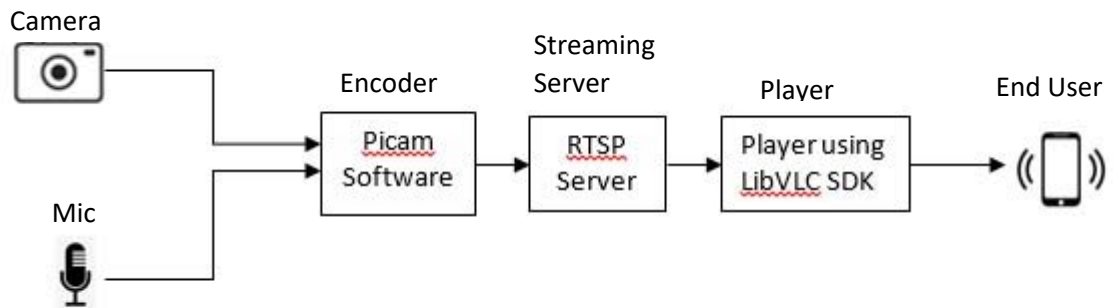 Camera
Mic
Encoder
Picam
Software
Streaming
Server
RTSP
Server
Player
Player using
LibVLC SDK
End User